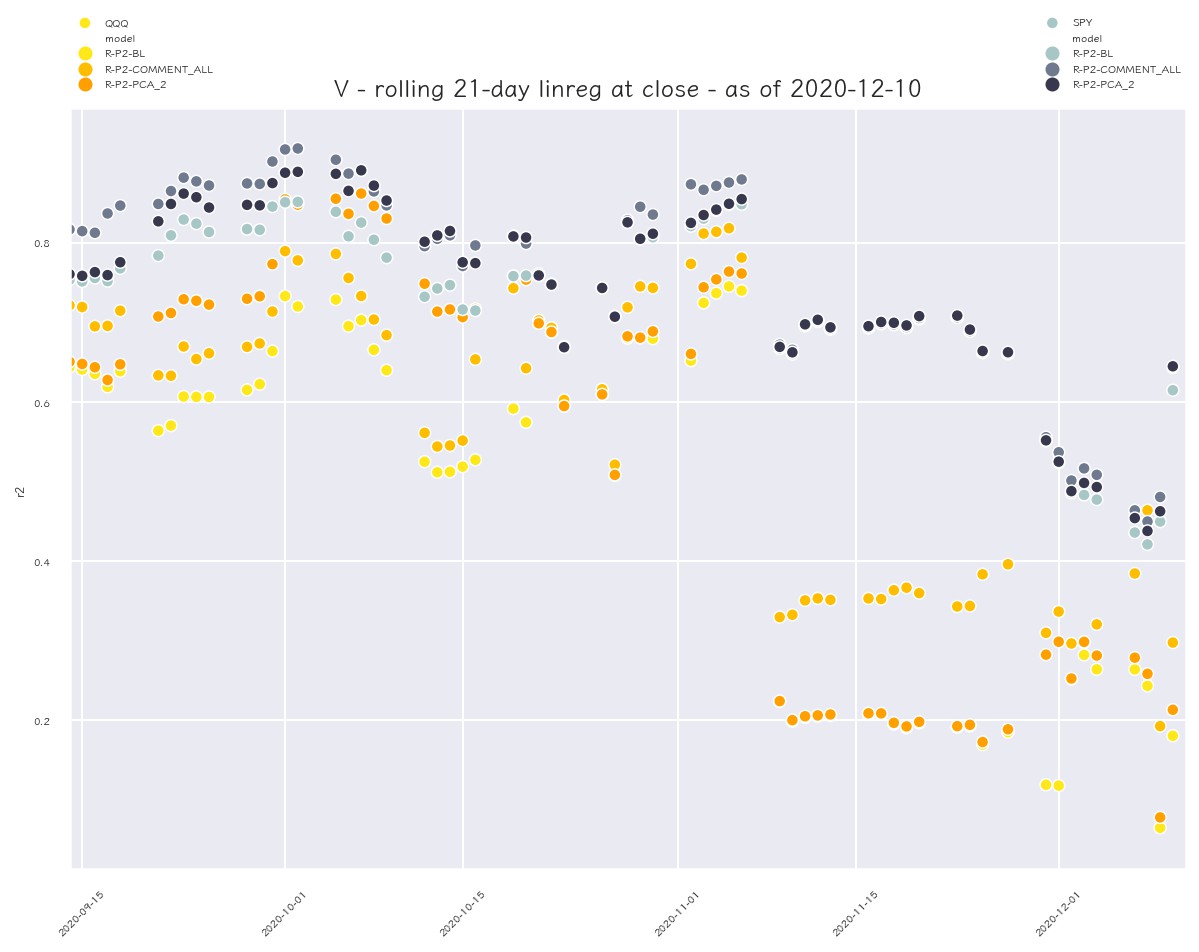 QQQ
model
R-P2-BL
R-P2-COMMENT_ALL
R-P2-PCA_2
SPY
model
R-P2-BL
R-P2-COMMENT_ALL
R-P2-PCA_2
V - rolling 21-day linreg at close - as of 2020-12-10
0.8
0.6
0.4
0.2
r2
2020-09-15
2020-10-01
2020-10-15
2020-11-01
2020-11-15
2020-12-01